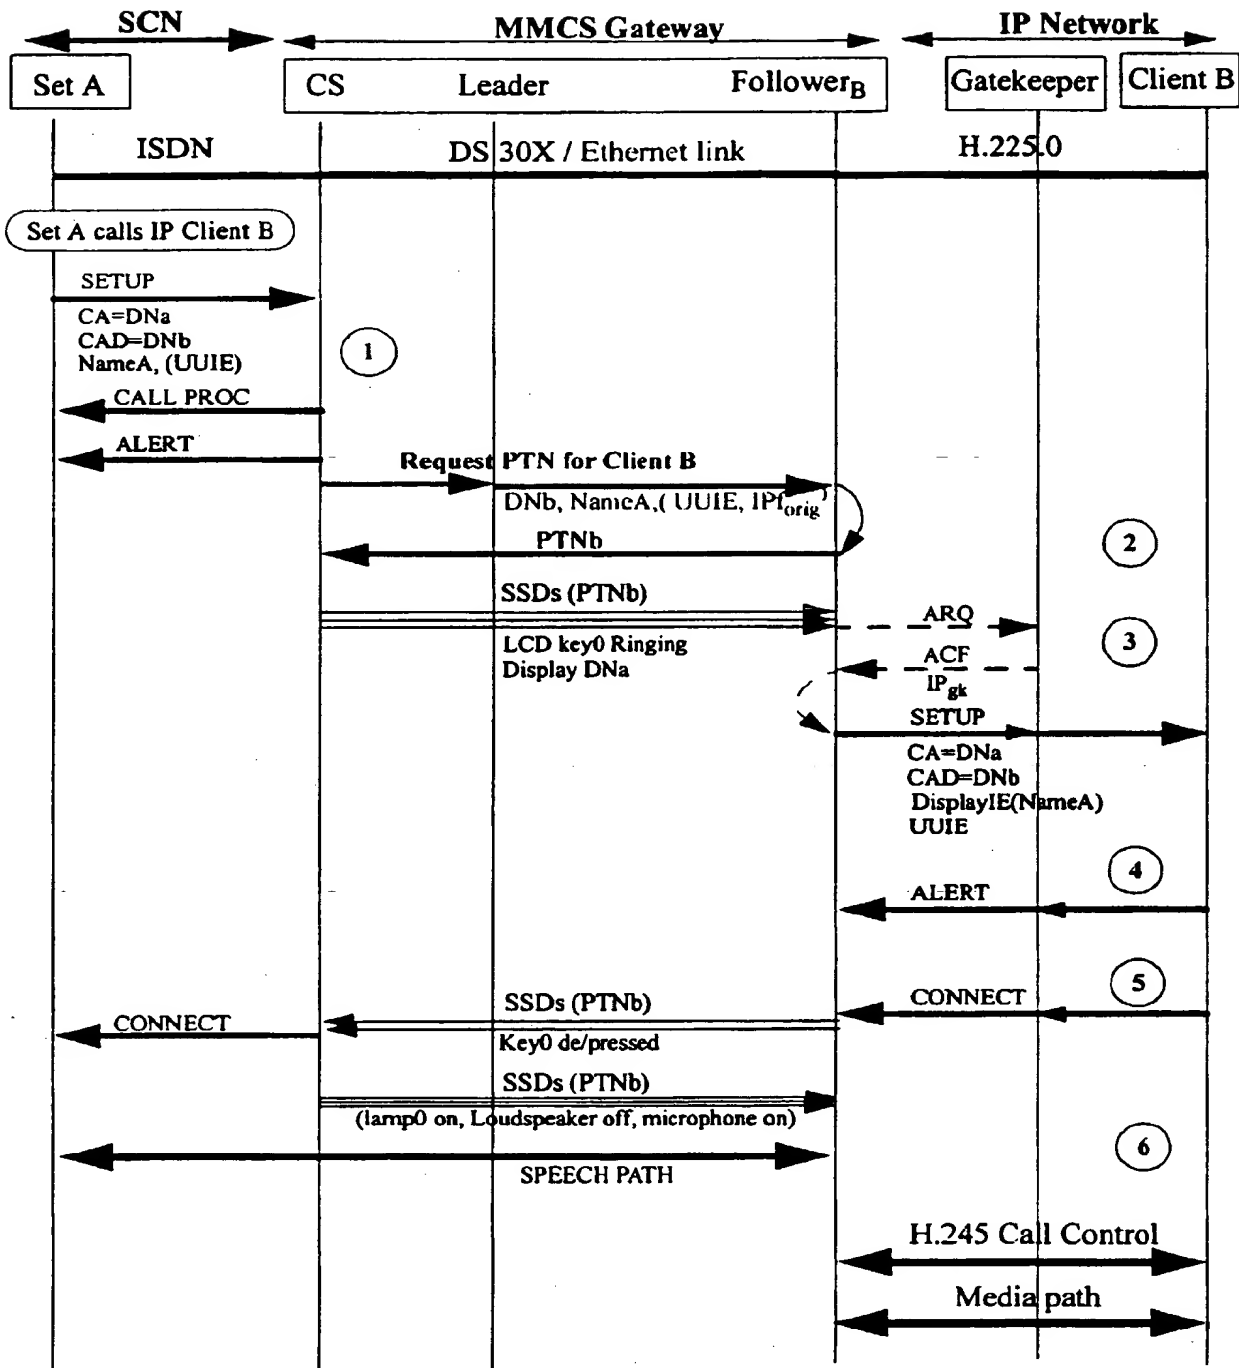 SCN
MMCS Gateway
IP Network
Set A
CS
Leader
FollowerB
Gatekeeper
Client B
ISDN
DS 30X / Ethernet link
H.225.0
Set A calls IP Client B
SETUP
CA=DNa
CAD=DNb
NameA, (UUIE)
1
CALL PROC
ALERT
Request PTN for Client B
DNb, NameA,( UUIE, IPforig)
PTNb
2
SSDs (PTNb)
ARQ
LCD key0 Ringing
Display DNa
3
ACF
IPgk
SETUP
CA=DNa
CAD=DNb
DisplayIE(NameA)
UUIE
4
ALERT
5
SSDs (PTNb)
CONNECT
CONNECT
Key0 de/pressed
SSDs (PTNb)
(lamp0 on, Loudspeaker off, microphone on)
6
SPEECH PATH
H.245 Call Control
Media path